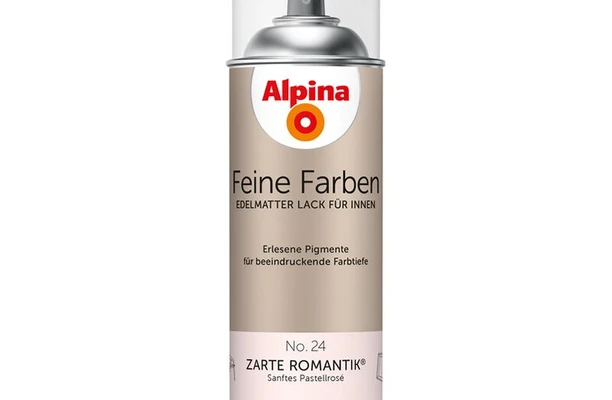 Alpina
Feine Farben
EDELMATTER LACK FÜR INNEN
Erlesene Pigmente
für beeindruckende Farbtiefe
No. 24
ZARTE ROMANTIK®
Sanftes Pastellrosé